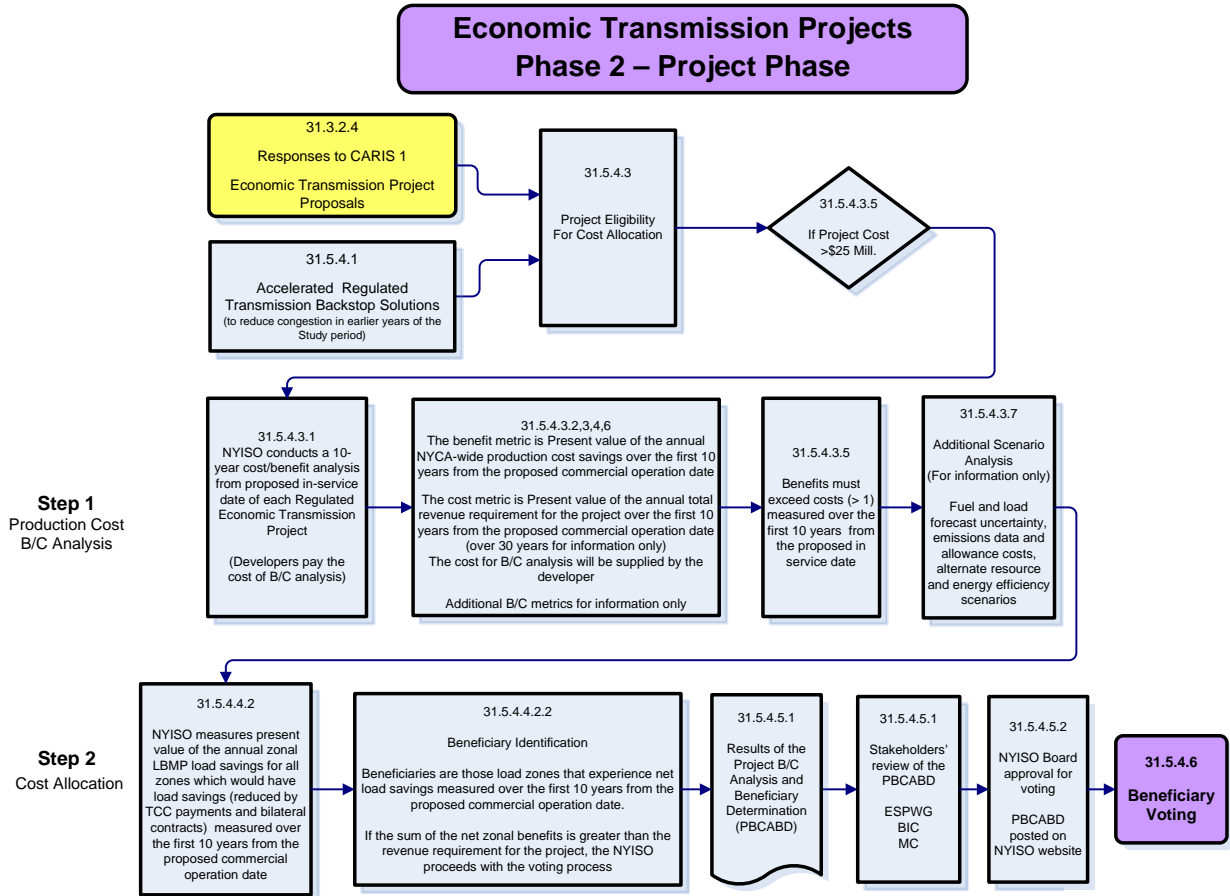 Economic Transmission Projects
Phase 2 – Project Phase
31.3.2.4
Responses to CARIS 1
Economic Transmission Project
Proposals
31.5.4.1
Accelerated Regulated
Transmission Backstop Solutions
(to reduce congestion in earlier years of the
Study period)
31.5.4.3
Project Eligibility
For Cost Allocation
31.5.4.3.5
If Project Cost
>$25 Mill.
Step 1
Production Cost
B/C Analysis
31.5.4.3.1
NYISO conducts a 10-
year cost/benefit analysis
from proposed in-service
date of each Regulated
Economic Transmission
Project
(Developers pay the
cost of B/C analysis)
31.5.4.3.2,3,4,6
The benefit metric is Present value of the annual
NYCA-wide production cost savings over the first 10
years from the proposed commercial operation date
The cost metric is Present value of the annual total
revenue requirement for the project over the first 10
years from the proposed commercial operation date
(over 30 years for information only)
The cost for B/C analysis will be supplied by the
developer
Additional B/C metrics for information only
31.5.4.3.5
Benefits must
exceed costs (> 1)
measured over the
first 10 years from
the proposed in
service date
31.5.4.3.7
Additional Scenario
Analysis
(For information only)
Fuel and load
forecast uncertainty,
emissions data and
allowance costs,
alternate resource
and energy efficiency
scenarios
Step 2
Cost Allocation
31.5.4.4.2
NYISO measures present
value of the annual zonal
LBMP load savings for all
zones which would have
load savings (reduced by
TCC payments and bilateral
contracts) measured over
the first 10 years from the
proposed commercial
operation date
31.5.4.4.2.2
Beneficiary Identification
Beneficiaries are those load zones that experience net
load savings measured over the first 10 years from the
proposed commercial operation date.
If the sum of the net zonal benefits is greater than the
revenue requirement for the project, the NYISO
proceeds with the voting process
31.5.4.5.1
Results of the
Project B/C
Analysis and
Beneficiary
Determination
(PBCABD)
31.5.4.5.1
Stakeholders'
review of the
PBCABD
ESPWG
BIC
MC
31.5.4.5.2
NYISO Board
approval for
voting
PBCABD
posted on
NYISO website
31.5.4.6
Beneficiary
Voting